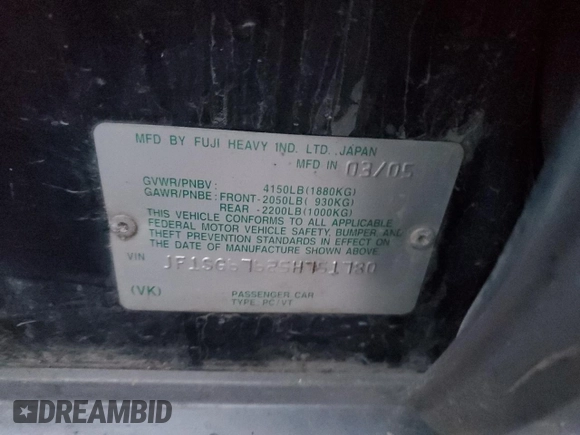 MFD BY FUJI HEAVY IND. LTD. JAPAN
MFD IN 03/05
GVWR/PNBV: 4150LB(1880KG)
GAWR/PNBE: FRONT-2050LB( 930KG)
REAR -2200LB(1000KG)
THIS VEHICLE CONFORMS TO ALL APPLICABLE
FEDERAL MOTOR VEHICLE SAFETY, BUMPER, AND
THEFT PREVENTION STANDARDS IN EFFECT ON
THE DATE OF MANUFACTURE SHOWN ABOVE
VIN
(VK)
PASSENGER CAR
TYPE: PC/VT
DREAMBID